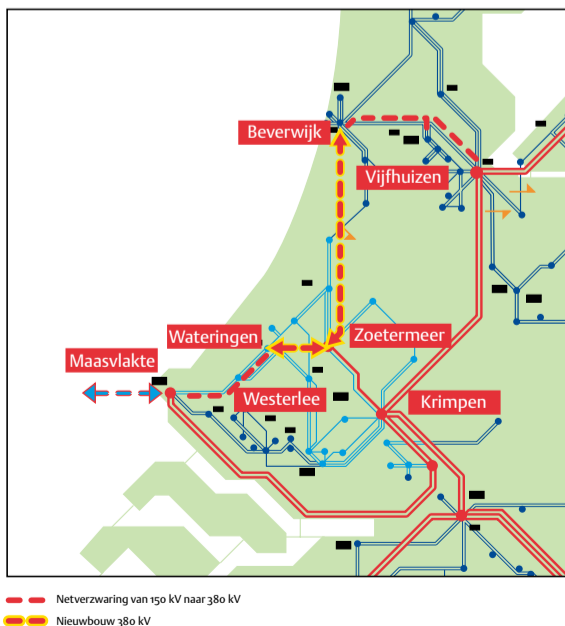 Beverwijk
Vijfhuizen
Wateringen
Zoetermeer
Maasvlakte
Westerlee
Krimpen
Netverzwaring van 150 kV naar 380 kV
Nieuwbouw 380 kV